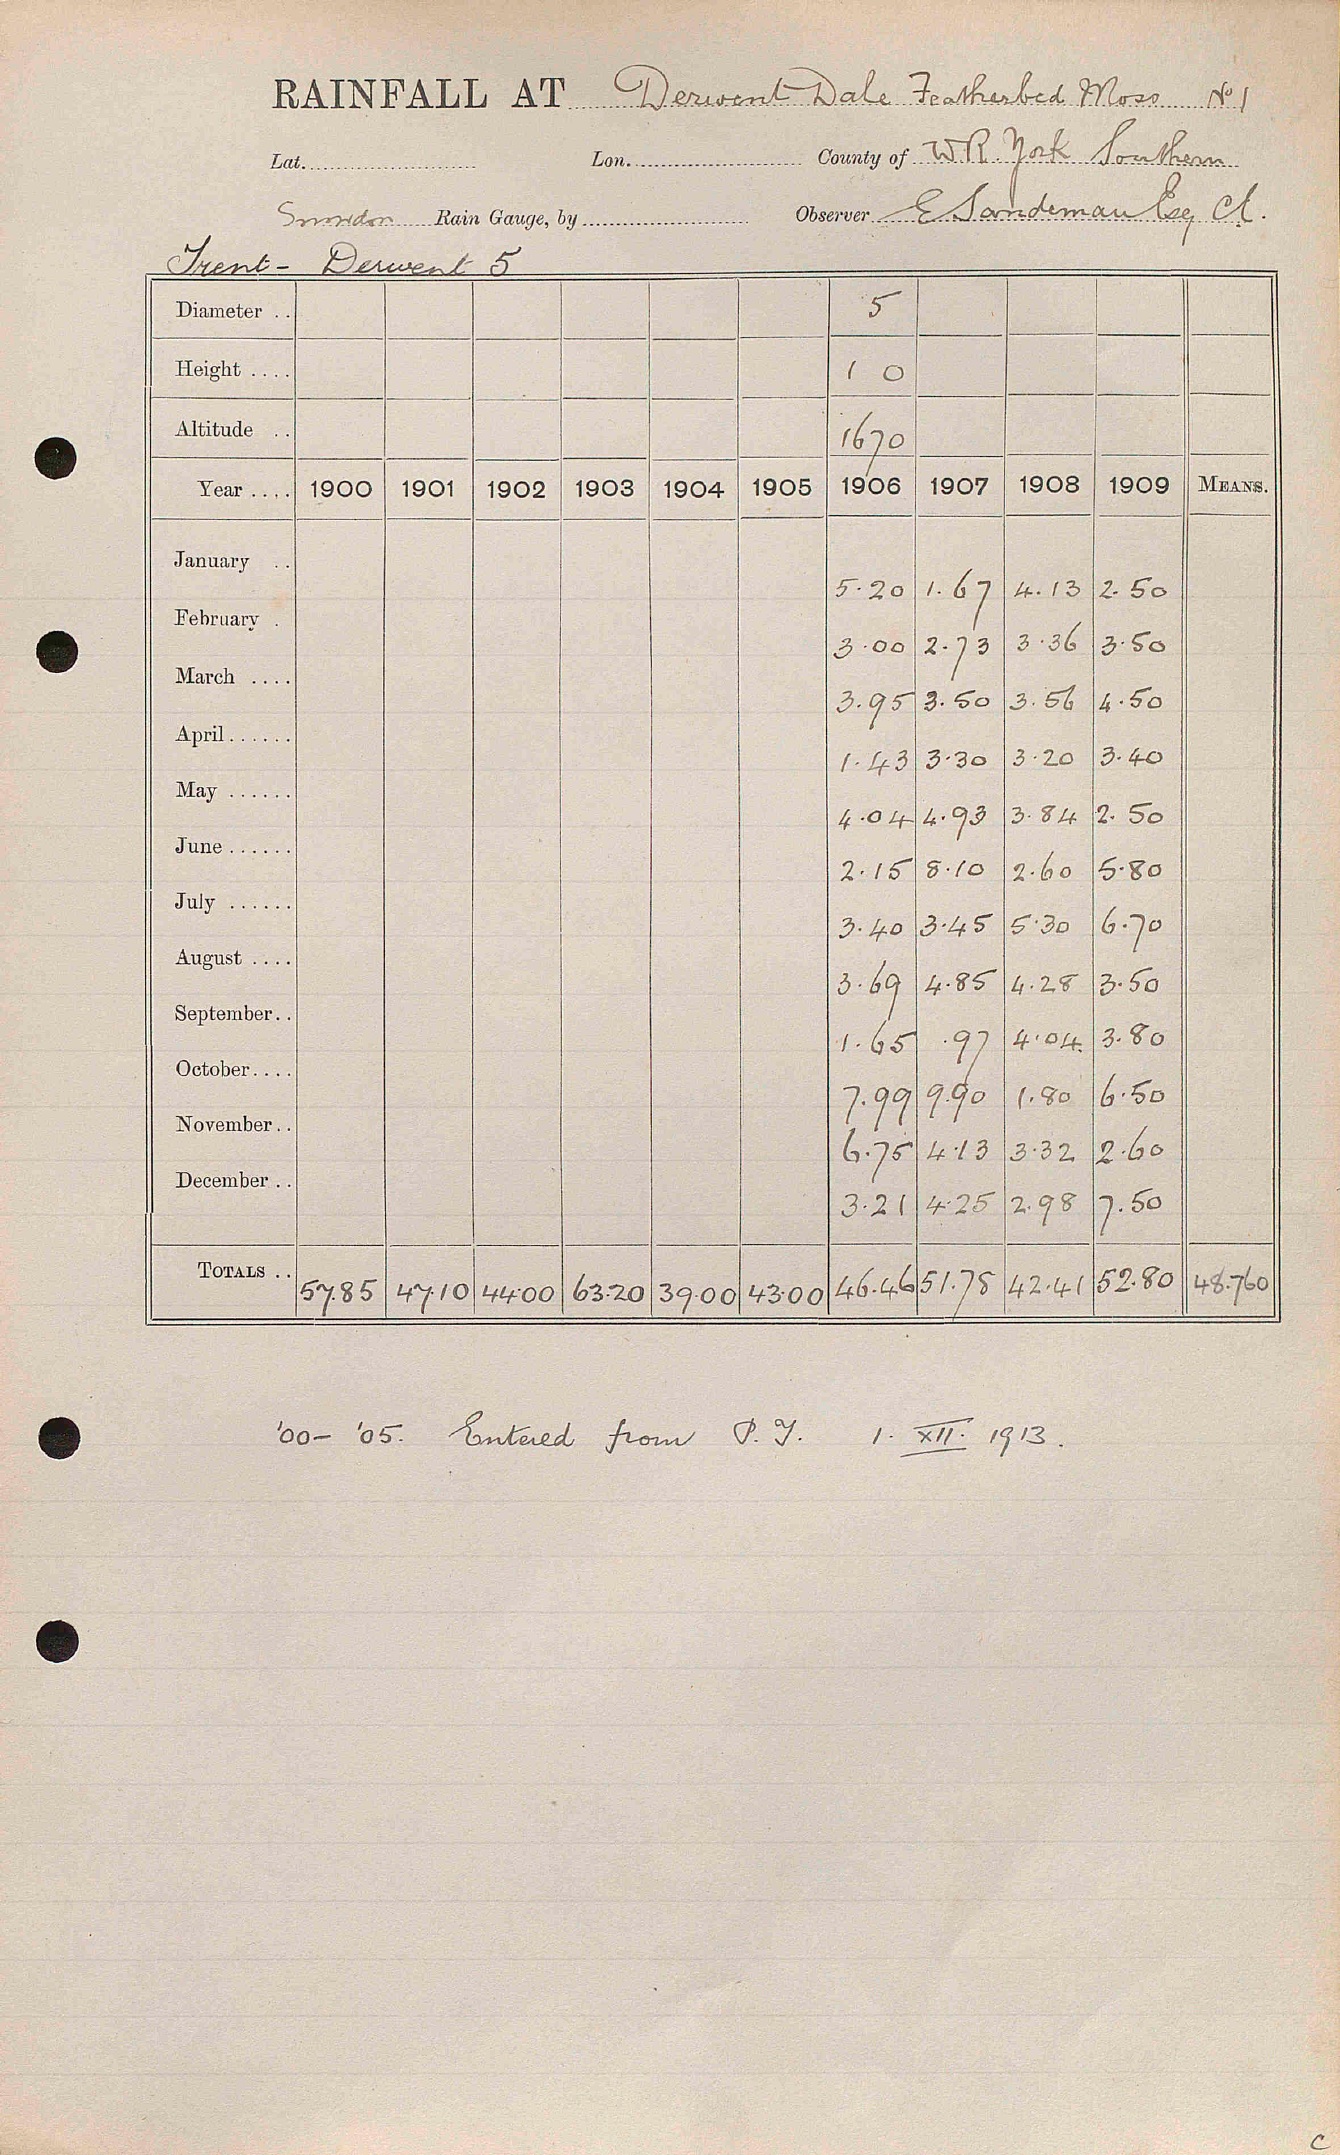 RAINFALL AT Derwent Dale Featherbed Moss No 1
Lat. Lon. County of W R. York Southern
Snowdon Rain Gauge, by Observer E Sandeman Esq CE.
Trent - Derwent 5
Diameter .. 5
Height .... 1 0
Altitude .. 1670
Year .... 1900 1901 1902 1903 1904 1905 1906 1907 1908 1909 MEANS.
January .. 5.20 1.67 4.13 2.50
February . 3.00 2.73 3.36 3.50
March .... 3.95 3.50 3.56 4.50
April...... 1.43 3.30 3.20 3.40
May ...... 4.04 4.93 3.84 2.50
June...... 2.15 8.10 2.60 5.80
July ...... 3.40 3.45 5.30 6.70
August .... 3.69 4.85 4.28 3.50
September.. 1.65 .97 4.04 3.80
October.... 7.99 9.90 1.80 6.50
November.. 6.75 4.13 3.32 2.60
December .. 3.21 4.25 2.98 7.50
TOTALS .. 57.85 47.10 44.00 63.20 39.00 43.00 46.46 51.78 42.41 52.80 48.760
'00- '05. Entered from P.T. 1. XII. 1913.
C